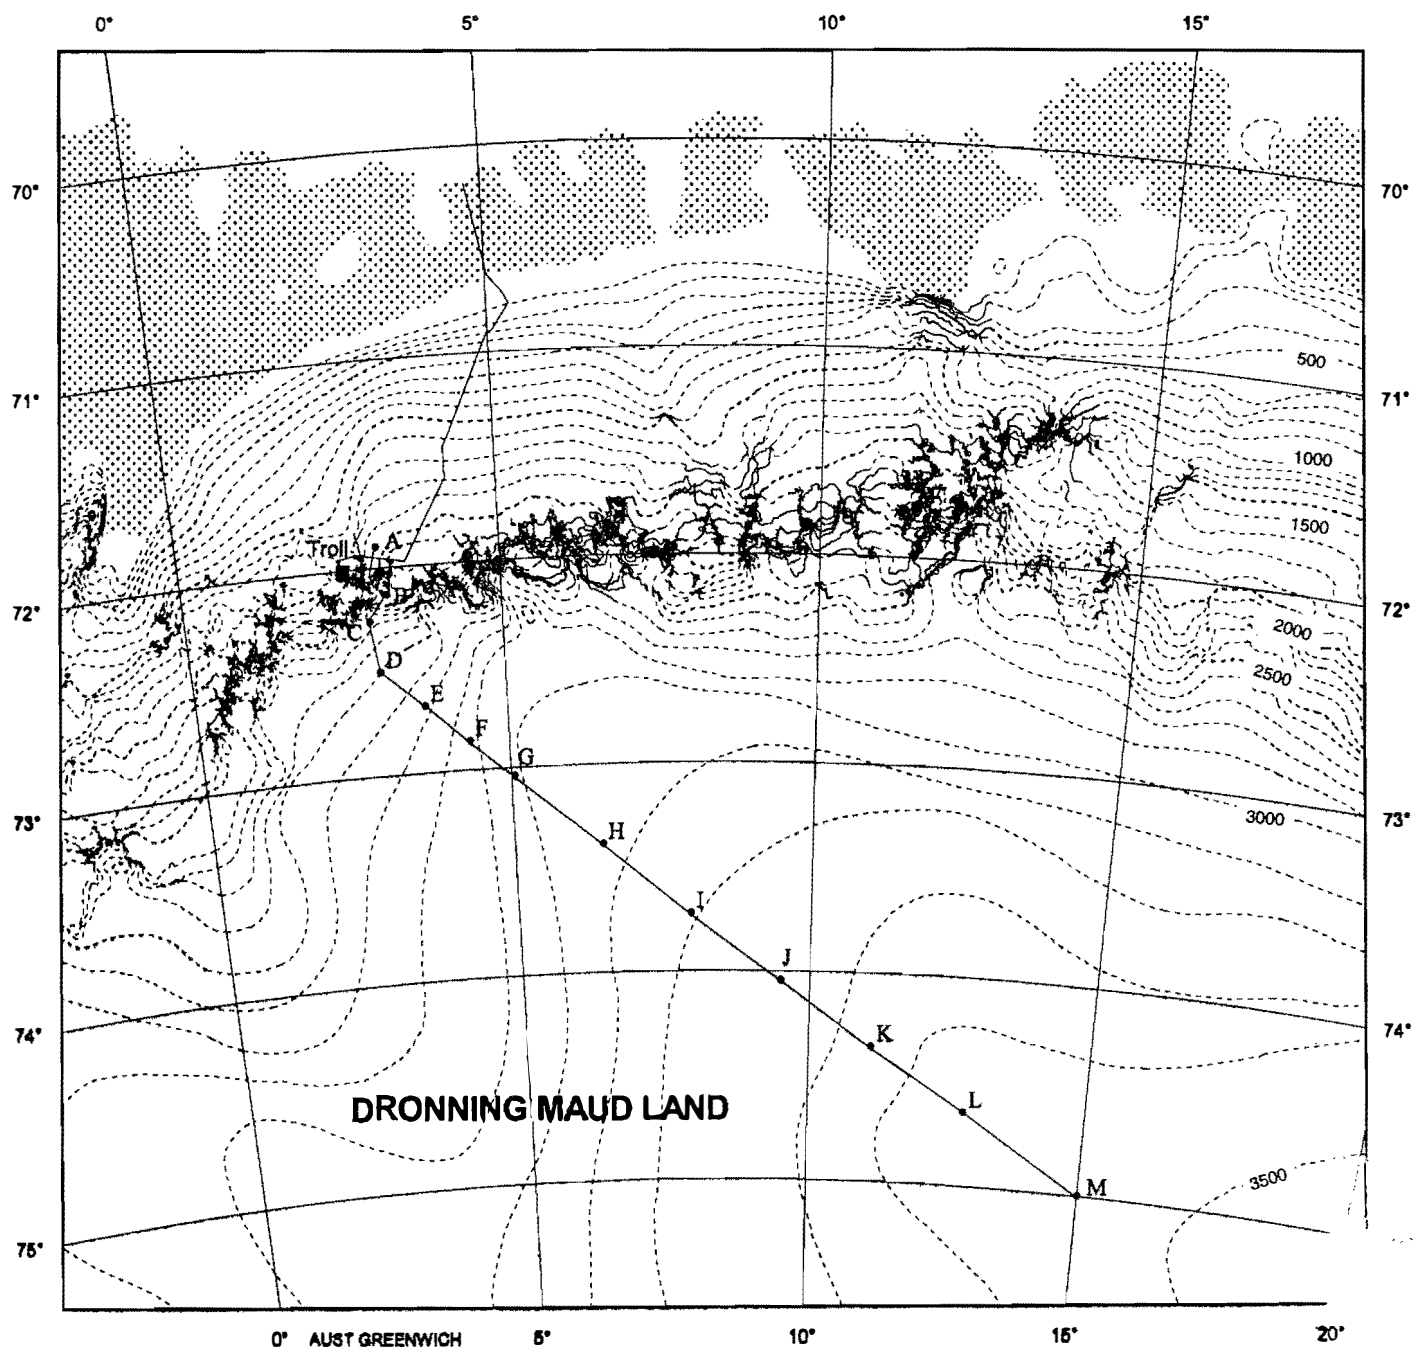 0° 5° 10° 15°
70° 70°
500
71° 71°
1000
1500
Troll A
B
72° 72°
C
2000
D
2500
E
F
G
73° 3000 73°
H
I
J
74° K 74°
DRONNING MAUD LAND L
3500
M
75°
0° AUST GREENWICH 5° 10° 15° 20°